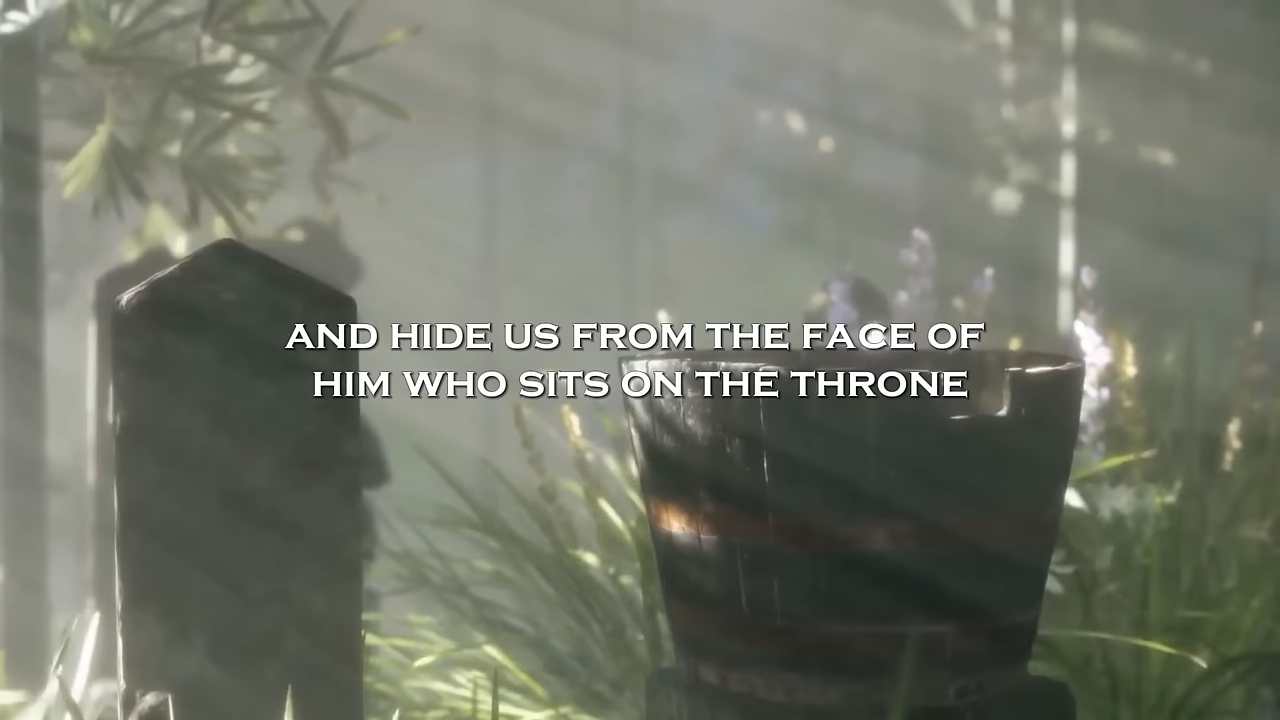 AND HIDE US FROM THE FACE OF
HIM WHO SITS ON THE THRONE